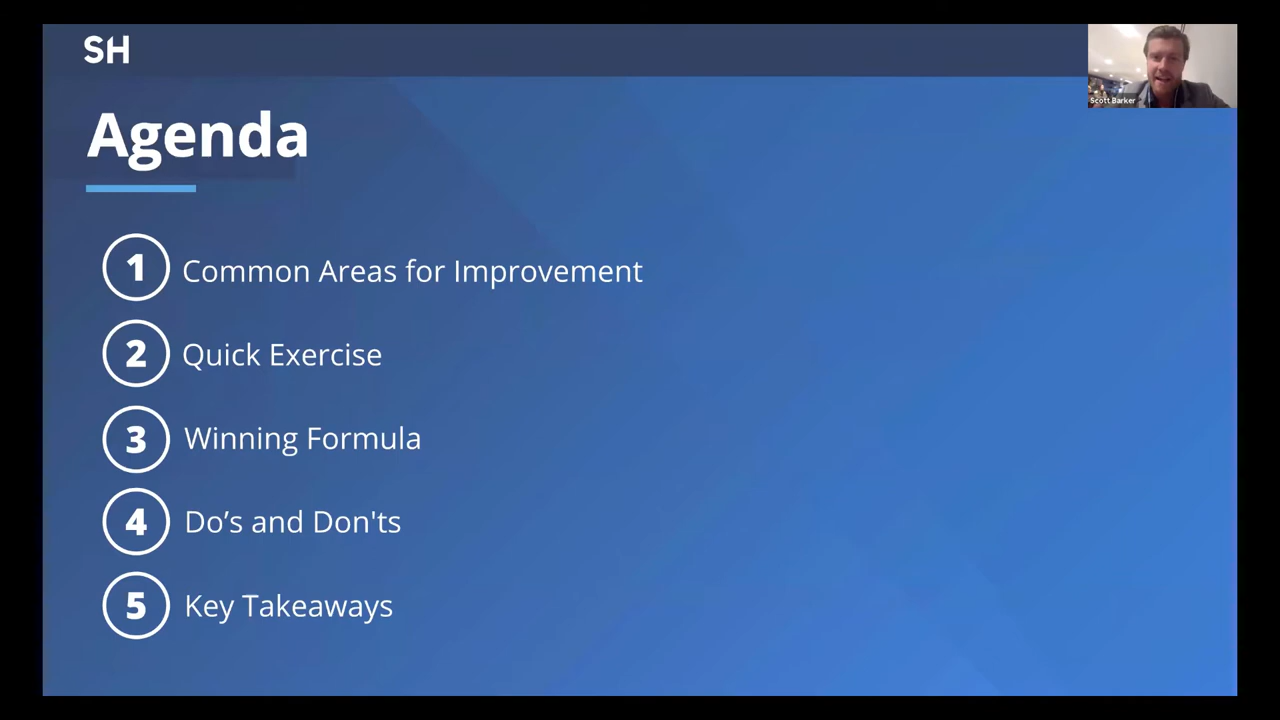 SH
Scott Barker
Agenda
1 Common Areas for Improvement
2 Quick Exercise
3 Winning Formula
4 Do’s and Don'ts
5 Key Takeaways